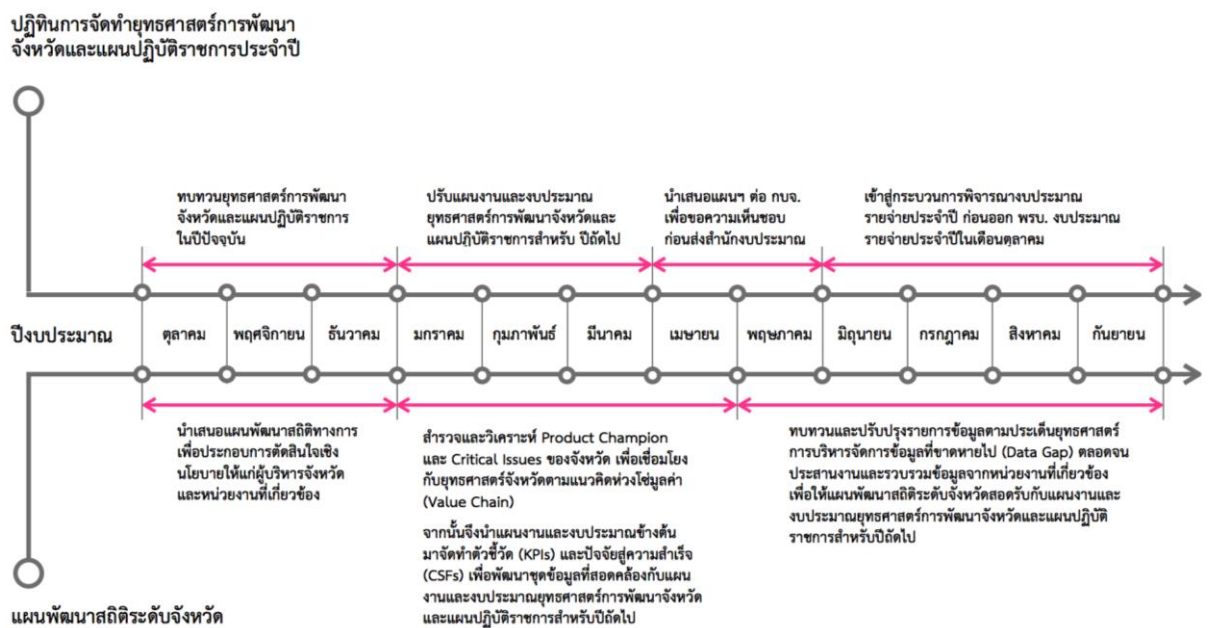 ปฏิทินการจัดทำยุทธศาสตร์การพัฒนา
จังหวัดและแผนปฏิบัติราชการประจำปี
ทบทวนยุทธศาสตร์การพัฒนา
จังหวัดและแผนปฏิบัติราชการ
ในปีปัจจุบัน
ปรับแผนงานและงบประมาณ
ยุทธศาสตร์การพัฒนาจังหวัดและ
แผนปฏิบัติราชการสำหรับ ปีถัดไป
นำเสนอแผนฯ ต่อ กบจ.
เพื่อขอความเห็นชอบ
ก่อนส่งสำนักงบประมาณ
เข้าสู่กระบวนการพิจารณางบประมาณ
รายจ่ายประจำปี ก่อนออก พรบ. งบประมาณ
รายจ่ายประจำปีในเดือนตุลาคม
ปีงบประมาณ
ตุลาคม
พฤศจิกายน
ธันวาคม
มกราคม
กุมภาพันธ์
มีนาคม
เมษายน
พฤษภาคม
มิถุนายน
กรกฎาคม
สิงหาคม
กันยายน
นำเสนอแผนพัฒนาสถิติทางการ
เพื่อประกอบการตัดสินใจเชิง
นโยบายให้แก่ผู้บริหารจังหวัด
และหน่วยงานที่เกี่ยวข้อง
สำรวจและวิเคราะห์ Product Champion
และ Critical Issues ของจังหวัด เพื่อเชื่อมโยง
กับยุทธศาสตร์จังหวัดตามแนวคิดห่วงโซ่มูลค่า
(Value Chain)
จากนั้นจึงนำแผนงานและงบประมาณข้างต้น
มาจัดทำตัวชี้วัด (KPIs) และปัจจัยสู่ความสำเร็จ
(CSFs) เพื่อพัฒนาชุดข้อมูลที่สอดคล้องกับแผน
งานและงบประมาณยุทธศาสตร์การพัฒนาจังหวัด
และแผนปฏิบัติราชการสำหรับปีถัดไป
ทบทวนและปรับปรุงรายการข้อมูลตามประเด็นยุทธศาสตร์
การบริหารจัดการข้อมูลที่ขาดหายไป (Data Gap) ตลอดจน
ประสานงานและรวบรวมข้อมูลจากหน่วยงานที่เกี่ยวข้อง
เพื่อให้แผนพัฒนาสถิติระดับจังหวัดสอดรับกับแผนงานและ
งบประมาณยุทธศาสตร์การพัฒนาจังหวัดและแผนปฏิบัติ
ราชการสำหรับปีถัดไป
แผนพัฒนาสถิติระดับจังหวัด